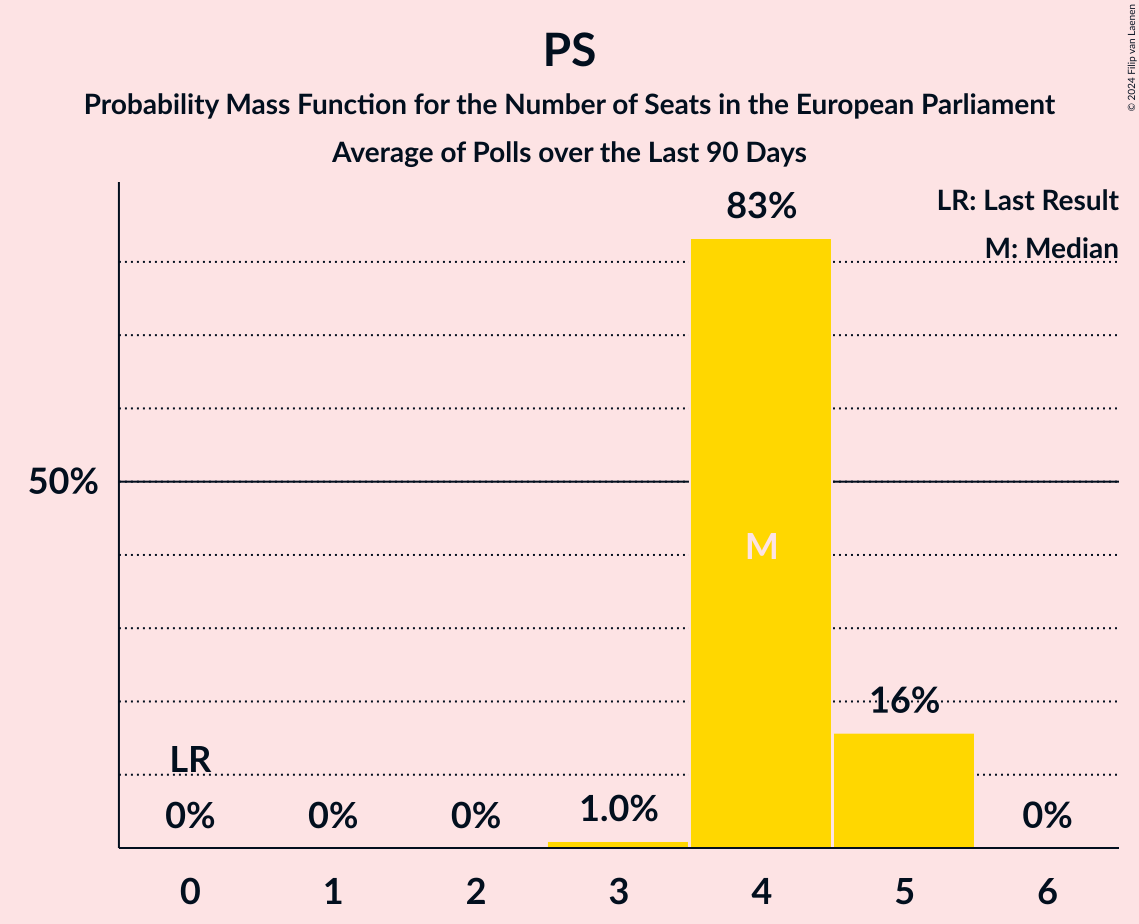 PS
Probability Mass Function for the Number of Seats in the European Parliament
Average of Polls over the Last 90 Days
© 2024 Filip van Laenen
LR: Last Result
M: Median
83%
50%
M
16%
LR
0%
0%
0%
1.0%
0%
0
1
2
3
4
5
6